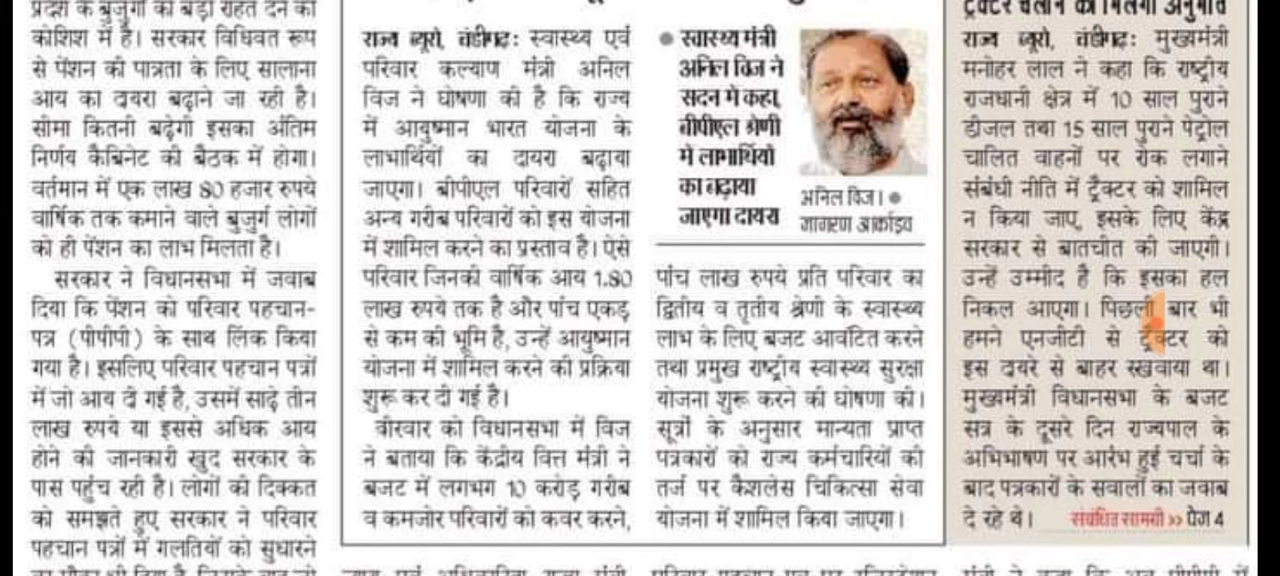 प्रदेश के बुजुर्गों को बड़ी राहत देने की
कोशिश में है। सरकार विधिवत रूप
से पेंशन की पात्रता के लिए सालाना
आय का दायरा बढ़ाने जा रही है।
सीमा कितनी बढ़ेगी इसका अंतिम
निर्णय कैबिनेट की बैठक में होगा।
वर्तमान में एक लाख 80 हजार रुपये
वार्षिक तक कमाने वाले बुजुर्ग लोगों
को ही पेंशन का लाभ मिलता है।
सरकार ने विधानसभा में जवाब
दिया कि पेंशन को परिवार पहचान-
पत्र (पीपीपी) के साथ लिंक किया
गया है। इसलिए परिवार पहचान पत्रों
में जो आय दी गई है, उसमें साढ़े तीन
लाख रुपये या इससे अधिक आय
होने की जानकारी खुद सरकार के
पास पहुंच रही है। लोगों की दिक्कत
को समझते हुए सरकार ने परिवार
पहचान पत्रों में गलतियों को सुधारने
राज्य ब्यूरो, चंडीगढ़: स्वास्थ्य एवं
परिवार कल्याण मंत्री अनिल
विज ने घोषणा की है कि राज्य
में आयुष्मान भारत योजना के
लाभार्थियों का दायरा बढ़ाया
जाएगा। बीपीएल परिवारों सहित
अन्य गरीब परिवारों को इस योजना
में शामिल करने का प्रस्ताव है। ऐसे
परिवार जिनकी वार्षिक आय 1.80
लाख रुपये तक है और पांच एकड़
से कम की भूमि है, उन्हें आयुष्मान
योजना में शामिल करने की प्रक्रिया
शुरू कर दी गई है।
वीरवार को विधानसभा में विज
ने बताया कि केंद्रीय वित्त मंत्री ने
बजट में लगभग 10 करोड़ गरीब
व कमजोर परिवारों को कवर करने,
● स्वास्थ्य मंत्री
अनिल विज ने
सदन में कहा,
बीपीएल श्रेणी
में लाभार्थियों
का बढ़ाया
जाएगा दायरा
अनिल विज। ●
जागरण आर्काइव
पांच लाख रुपये प्रति परिवार का
द्वितीय व तृतीय श्रेणी के स्वास्थ्य
लाभ के लिए बजट आवंटित करने
तथा प्रमुख राष्ट्रीय स्वास्थ्य सुरक्षा
योजना शुरू करने की घोषणा की।
सूत्रों के अनुसार मान्यता प्राप्त
पत्रकारों को राज्य कर्मचारियों की
तर्ज पर कैशलेस चिकित्सा सेवा
योजना में शामिल किया जाएगा।
ट्रैक्टर चलाने की मिलेगी अनुमति
राज्य ब्यूरो, चंडीगढ़: मुख्यमंत्री
मनोहर लाल ने कहा कि राष्ट्रीय
राजधानी क्षेत्र में 10 साल पुराने
डीजल तथा 15 साल पुराने पेट्रोल
चालित वाहनों पर रोक लगाने
संबंधी नीति में ट्रैक्टर को शामिल
न किया जाए, इसके लिए केंद्र
सरकार से बातचीत की जाएगी।
उन्हें उम्मीद है कि इसका हल
निकल आएगा। पिछली बार भी
हमने एनजीटी से ट्रैक्टर को
इस दायरे से बाहर रखवाया था।
मुख्यमंत्री विधानसभा के बजट
सत्र के दूसरे दिन राज्यपाल के
अभिभाषण पर आरंभ हुई चर्चा के
बाद पत्रकारों के सवालों का जवाब
दे रहे थे।
संबंधित सामग्री >> पेज 4